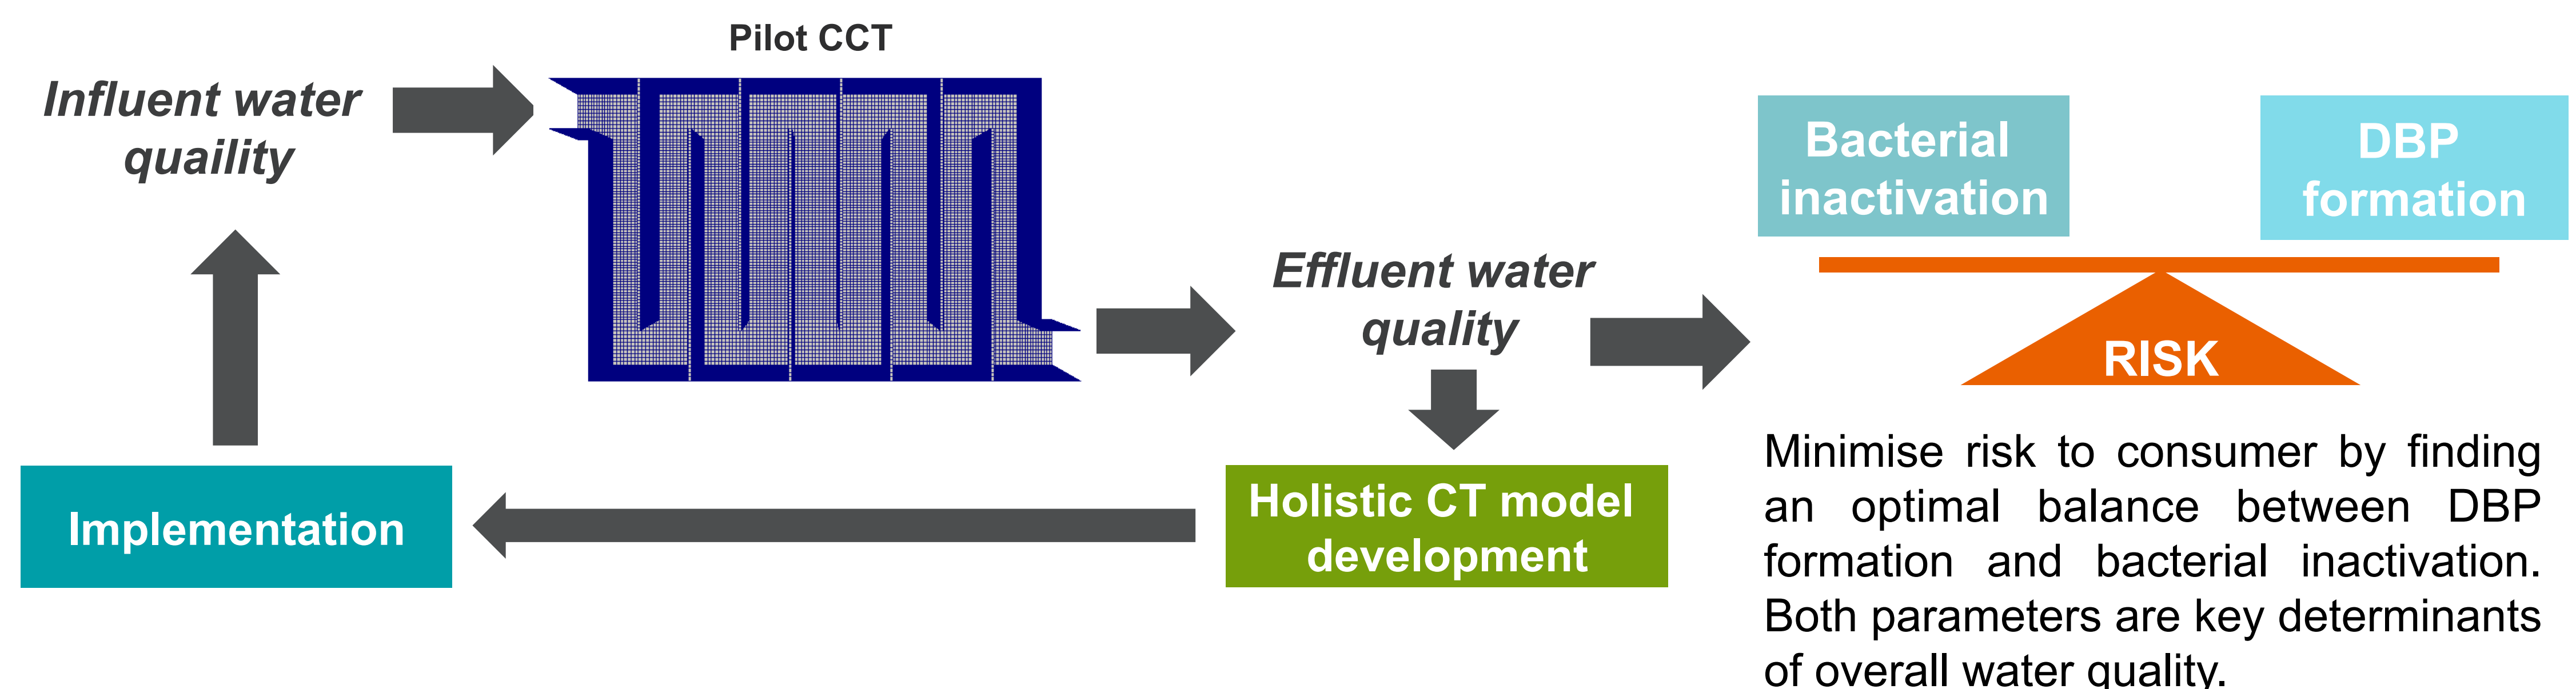 Pilot CCT
Influent water
quaility
Effluent water
quality
Bacterial
inactivation
DBP
formation
RISK
Implementation
Holistic CT model
development
Minimise risk to consumer by finding
an optimal balance between DBP
formation and bacterial inactivation.
Both parameters are key determinants
of overall water quality.